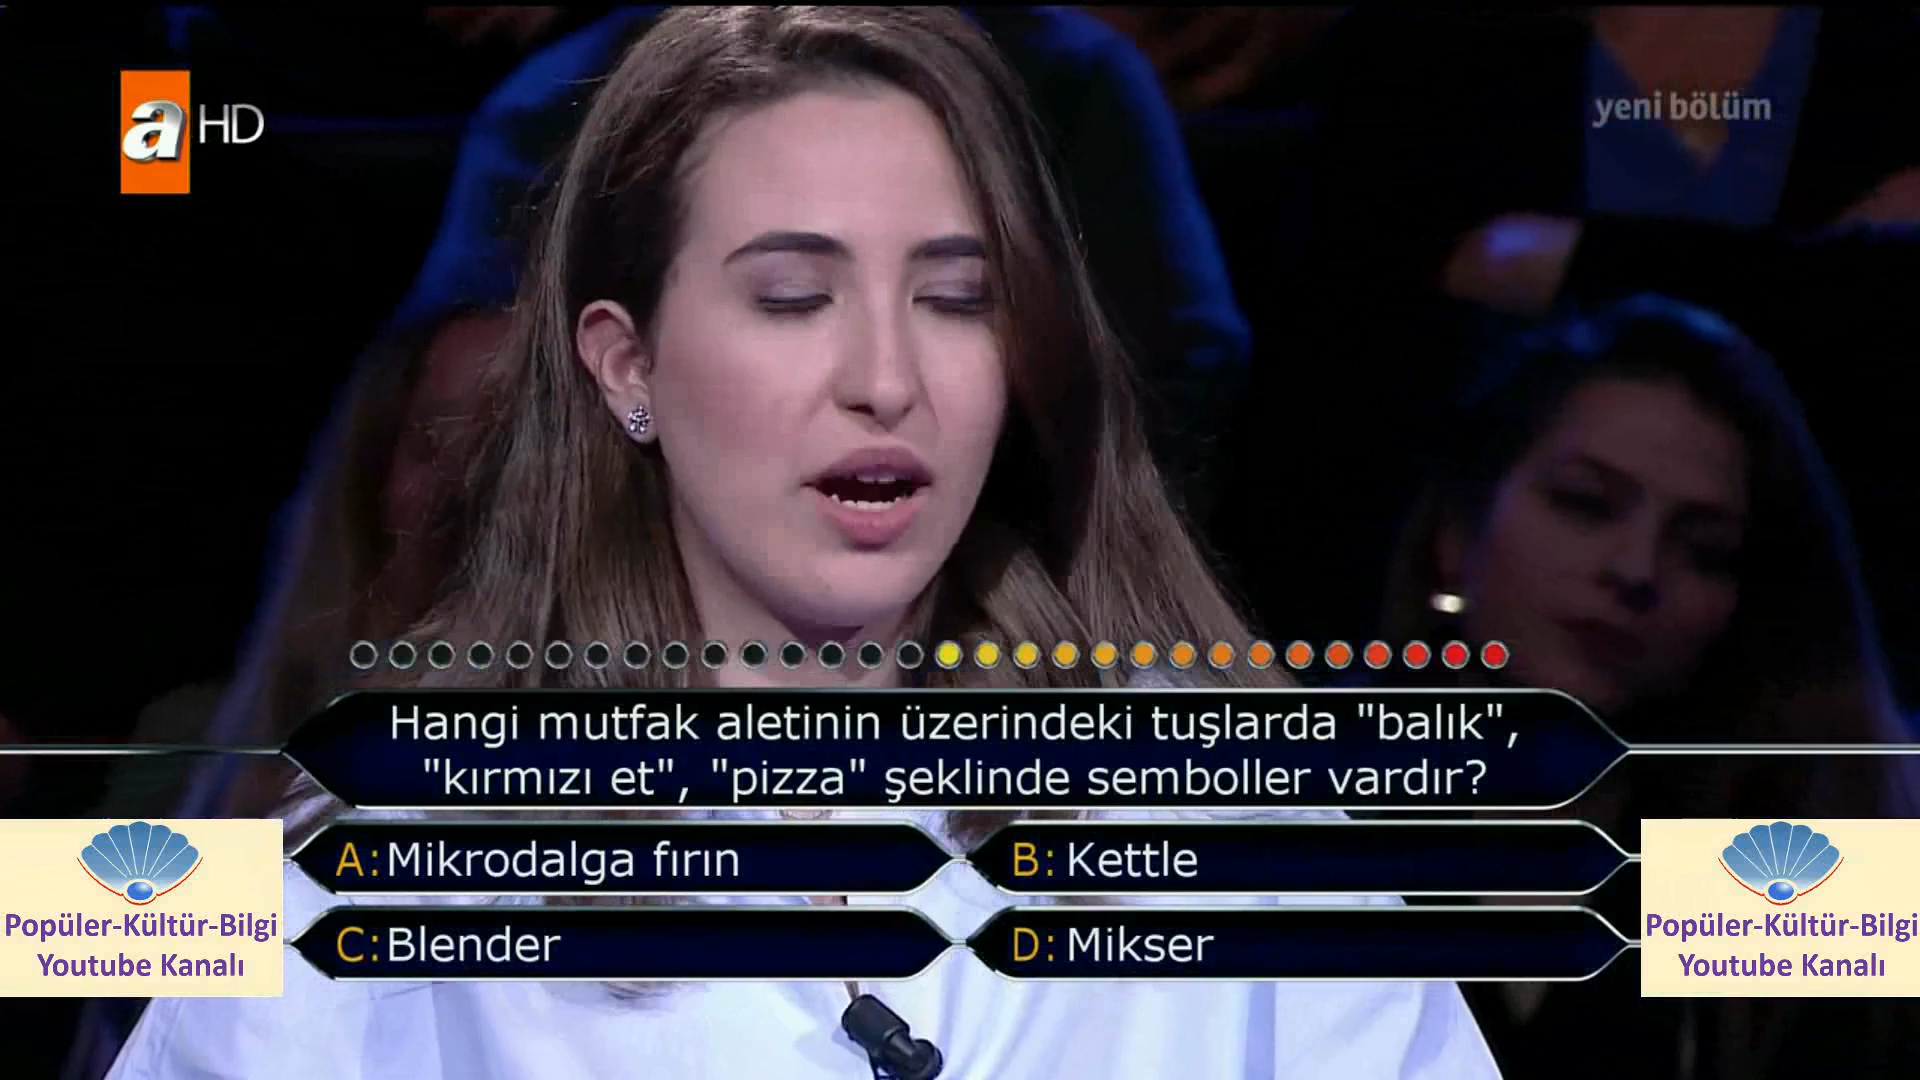 a HD
yeni bölüm
Hangi mutfak aletinin üzerindeki tuşlarda "balık",
"kırmızı et", "pizza" şeklinde semboller vardır?
A: Mikrodalga fırın
B: Kettle
C: Blender
D: Mikser
Popüler-Kültür-Bilgi
Youtube Kanalı
Popüler-Kültür-Bilgi
Youtube Kanalı